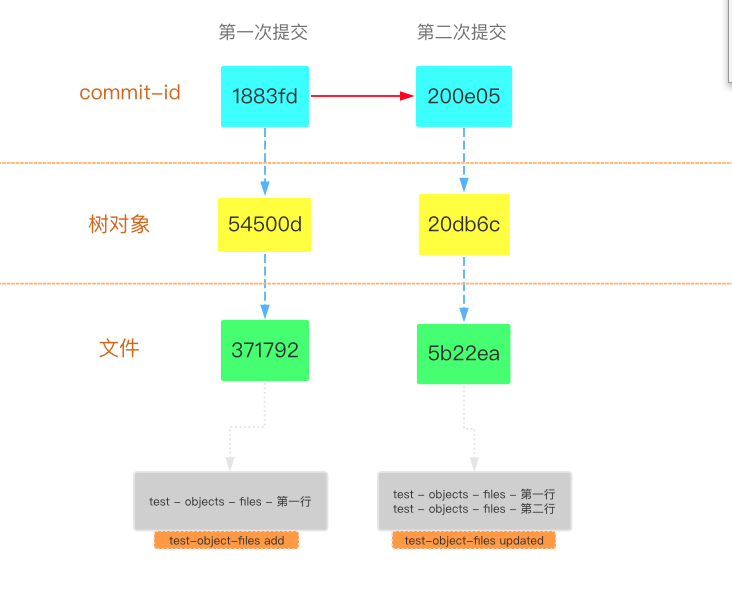 第一次提交
第二次提交
commit-id
1883fd
200e05
树对象
54500d
20db6c
文件
371792
5b22ea
test - objects - files - 第一行
test-object-files add
test - objects - files - 第一行
test - objects - files - 第二行
test-object-files updated